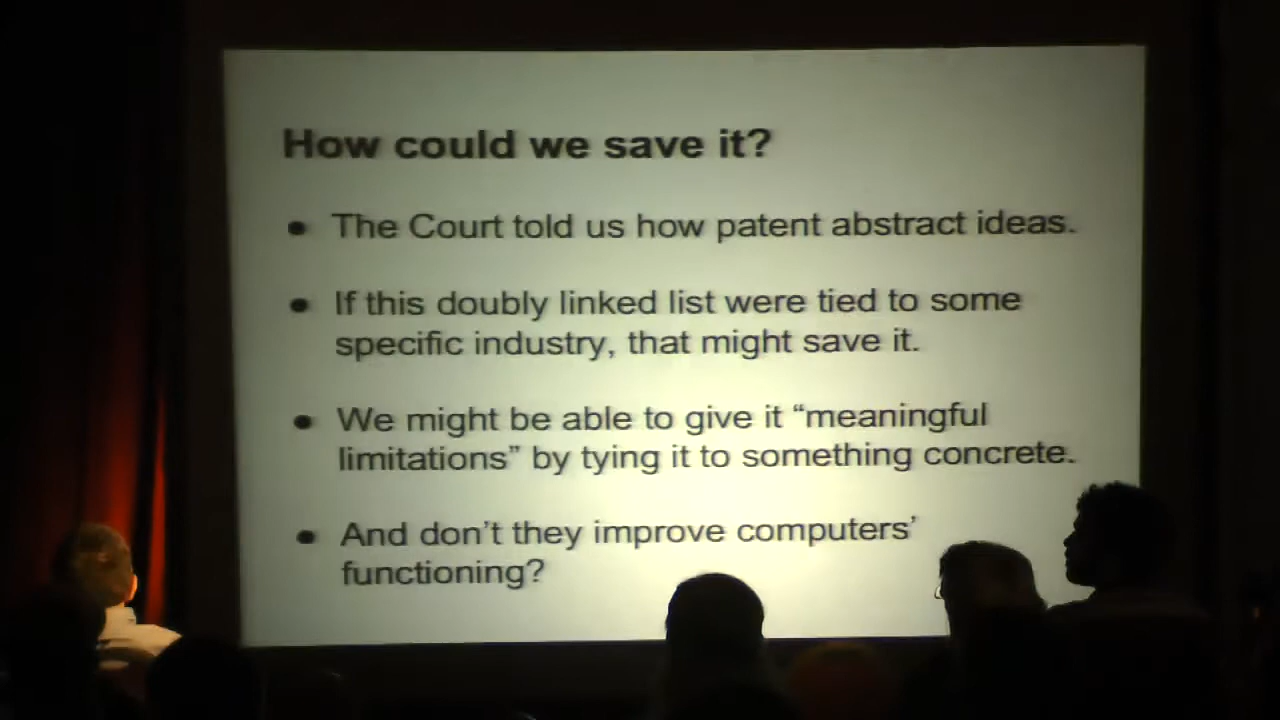 How could we save it?
• The Court told us how patent abstract ideas.
• If this doubly linked list were tied to some
specific industry, that might save it.
• We might be able to give it “meaningful
limitations” by tying it to something concrete.
• And don’t they improve computers’
functioning?